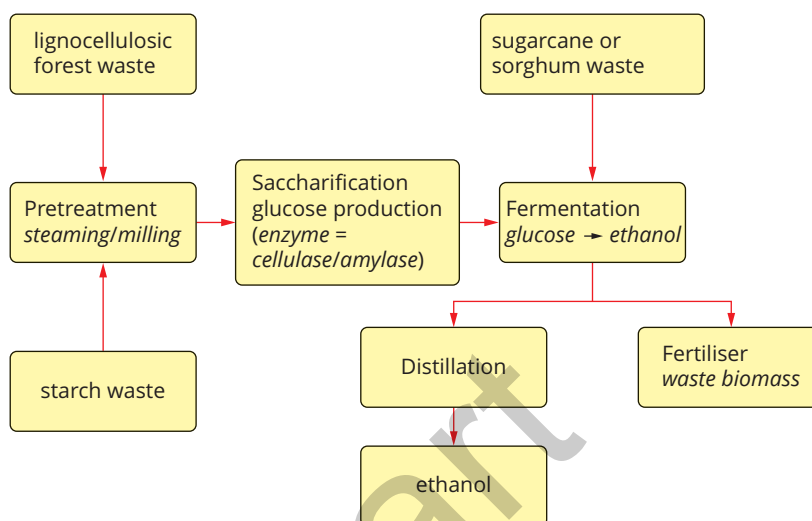 lignocellulosic
forest waste
sugarcane or
sorghum waste
Pretreatment
steaming/milling
Saccharification
glucose production
(enzyme =
cellulase/amylase)
Fermentation
glucose → ethanol
starch waste
Distillation
Fertiliser
waste biomass
ethanol